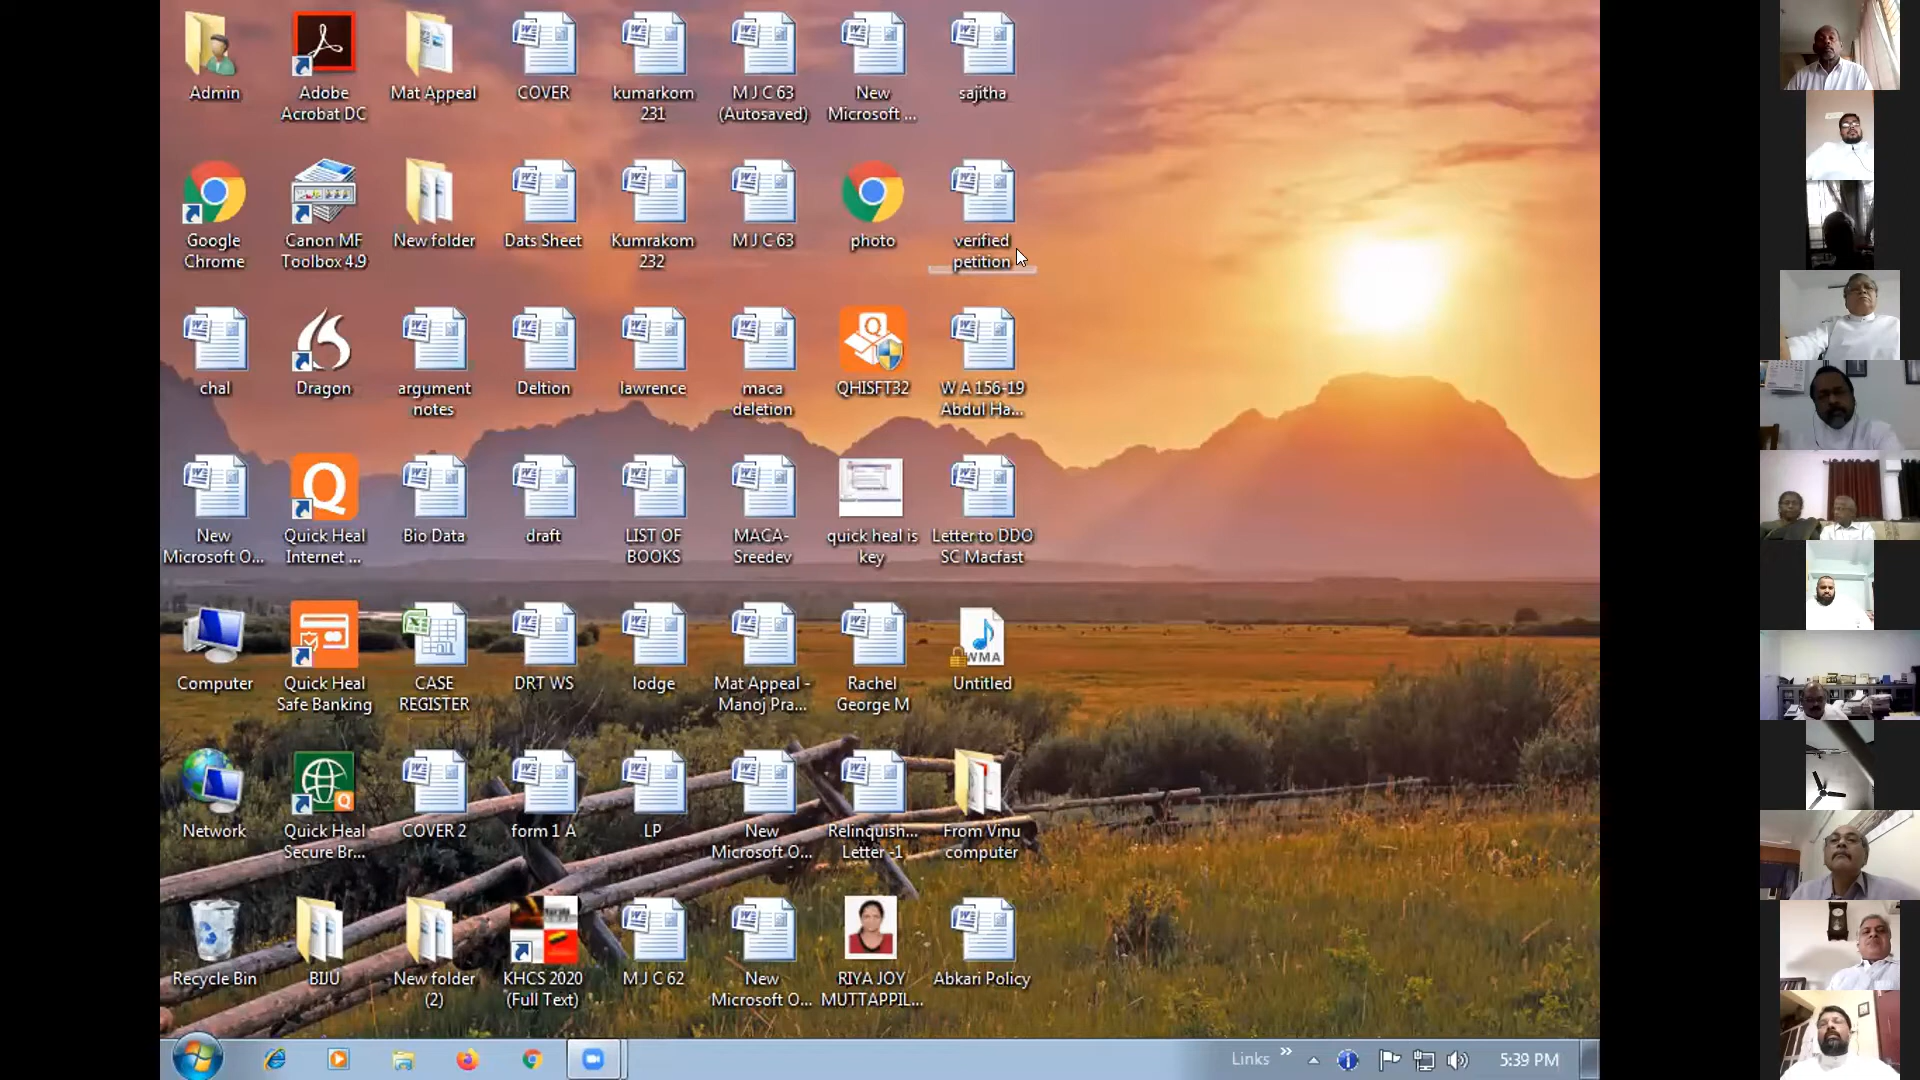 Admin
Adobe
Acrobat DC
Mat Appeal
COVER
kumarkom
231
M J C 63
(Autosaved)
New
Microsoft ...
sajitha
Google
Chrome
Canon MF
Toolbox 4.9
New folder
Dats Sheet
Kumrakom
232
M J C 63
photo
verified
petition
chal
Dragon
argument
notes
Deltion
lawrence
maca
deletion
QHISFT32
W A 156-19
Abdul Ha...
New
Microsoft O...
Quick Heal
Internet ...
Bio Data
draft
LIST OF
BOOKS
MACA-
Sreedev
quick heal is
key
Letter to DDO
SC Macfast
Computer
Quick Heal
Safe Banking
CASE
REGISTER
DRT WS
lodge
Mat Appeal -
Manoj Pra...
Rachel
George M
WMA
Untitled
Network
Quick Heal
Secure Br...
COVER 2
form 1 A
LP
New
Microsoft O...
Relinquish...
Letter -1
From Vinu
computer
Recycle Bin
BIJU
New folder
(2)
KHCS 2020
(Full Text)
M J C 62
New
Microsoft O...
RIYA JOY
MUTTAPPIL...
Abkari Policy
Links
5:39 PM